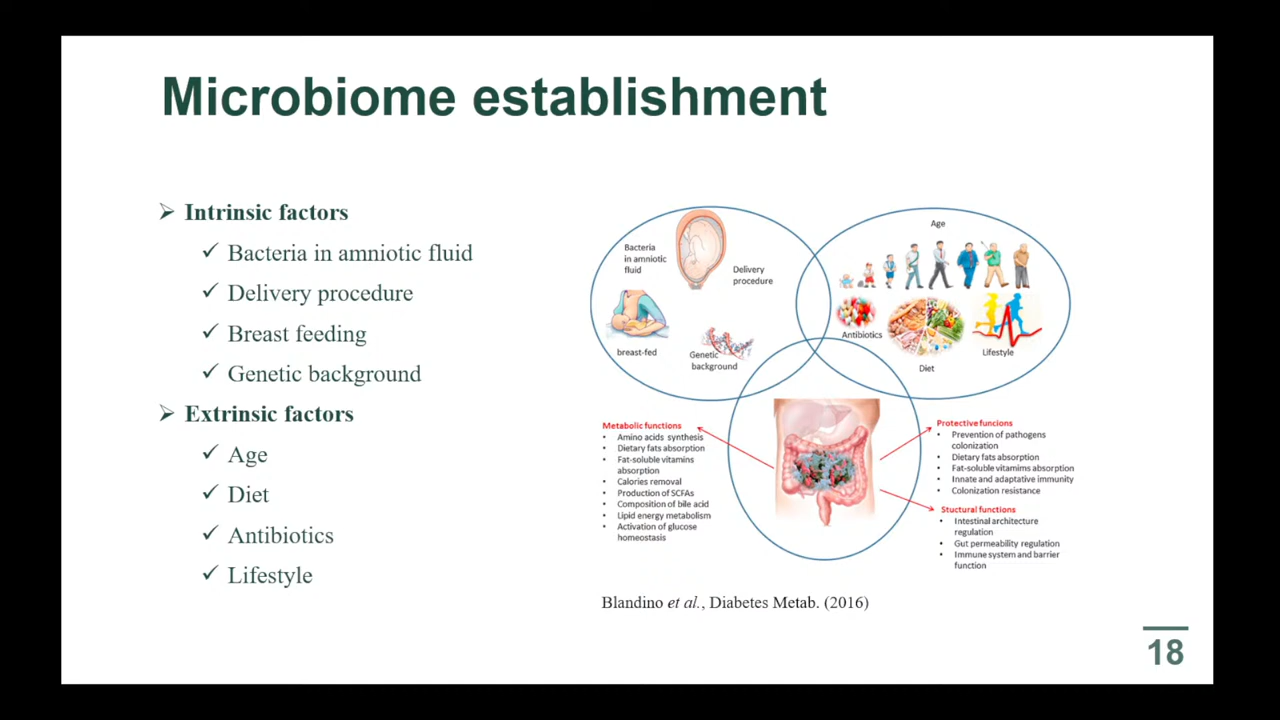 Microbiome establishment
➢ Intrinsic factors
✓ Bacteria in amniotic fluid
✓ Delivery procedure
✓ Breast feeding
✓ Genetic background
➢ Extrinsic factors
✓ Age
✓ Diet
✓ Antibiotics
✓ Lifestyle
Bacteria
in amniotic
fluid
Delivery
procedure
breast-fed
Genetic
background
Age
Antibiotics
Diet
Lifestyle
Metabolic functions
• Amino acids synthesis
• Dietary fats absorption
• Fat-soluble vitamins
absorption
• Calories removal
• Production of SCFAs
• Composition of bile acid
• Lipid energy metabolism
• Activation of glucose
homeostasis
Protective funcions
• Prevention of pathogens
colonization
• Dietary fats absorption
• Fat-soluble vitamims absorption
• Innate and adaptative immunity
• Colonization resistance
Stuctural functions
• Intestinal architecture
regulation
• Gut permeability regulation
• Immune system and barrier
function
Blandino et al., Diabetes Metab. (2016)
18